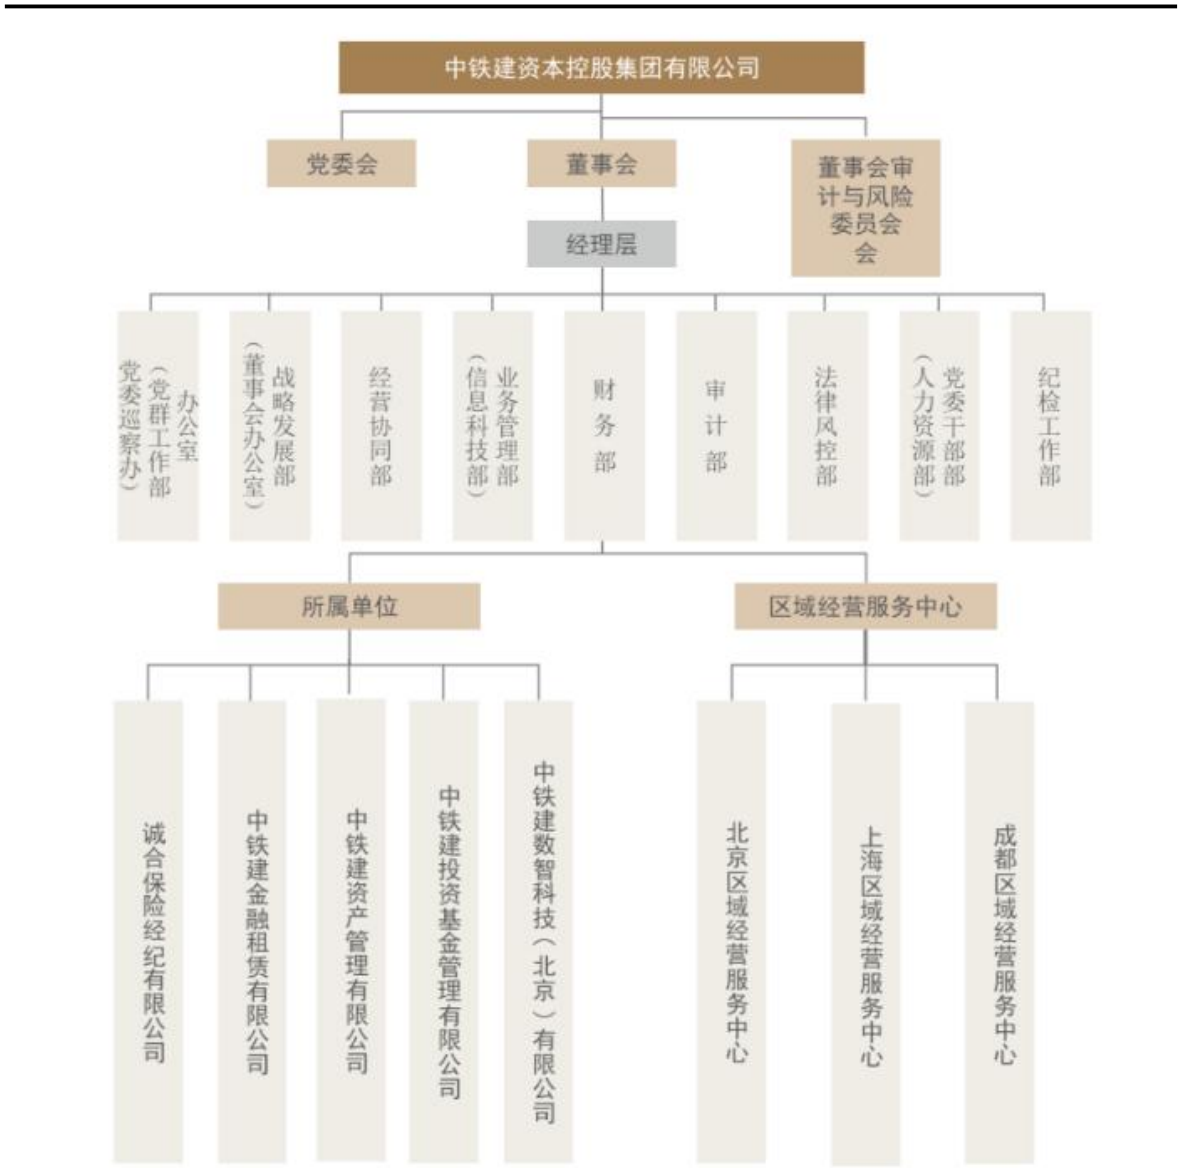 中铁建资本控股集团有限公司
党委会
董事会
董事会审
计与风险
委员会
会
经理层
办公室
（党群工作部
党委巡察办）
战略发展部
（董事会办公室）
经营协同部
业务管理部
（信息科技部）
财务部
审计部
法律风控部
党委干部部
（人力资源部）
纪检工作部
所属单位
区域经营服务中心
诚合保险经纪有限公司
中铁建金融租赁有限公司
中铁建资产管理有限公司
中铁建投资基金管理有限公司
中铁建数智科技（北京）有限公司
北京区域经营服务中心
上海区域经营服务中心
成都区域经营服务中心